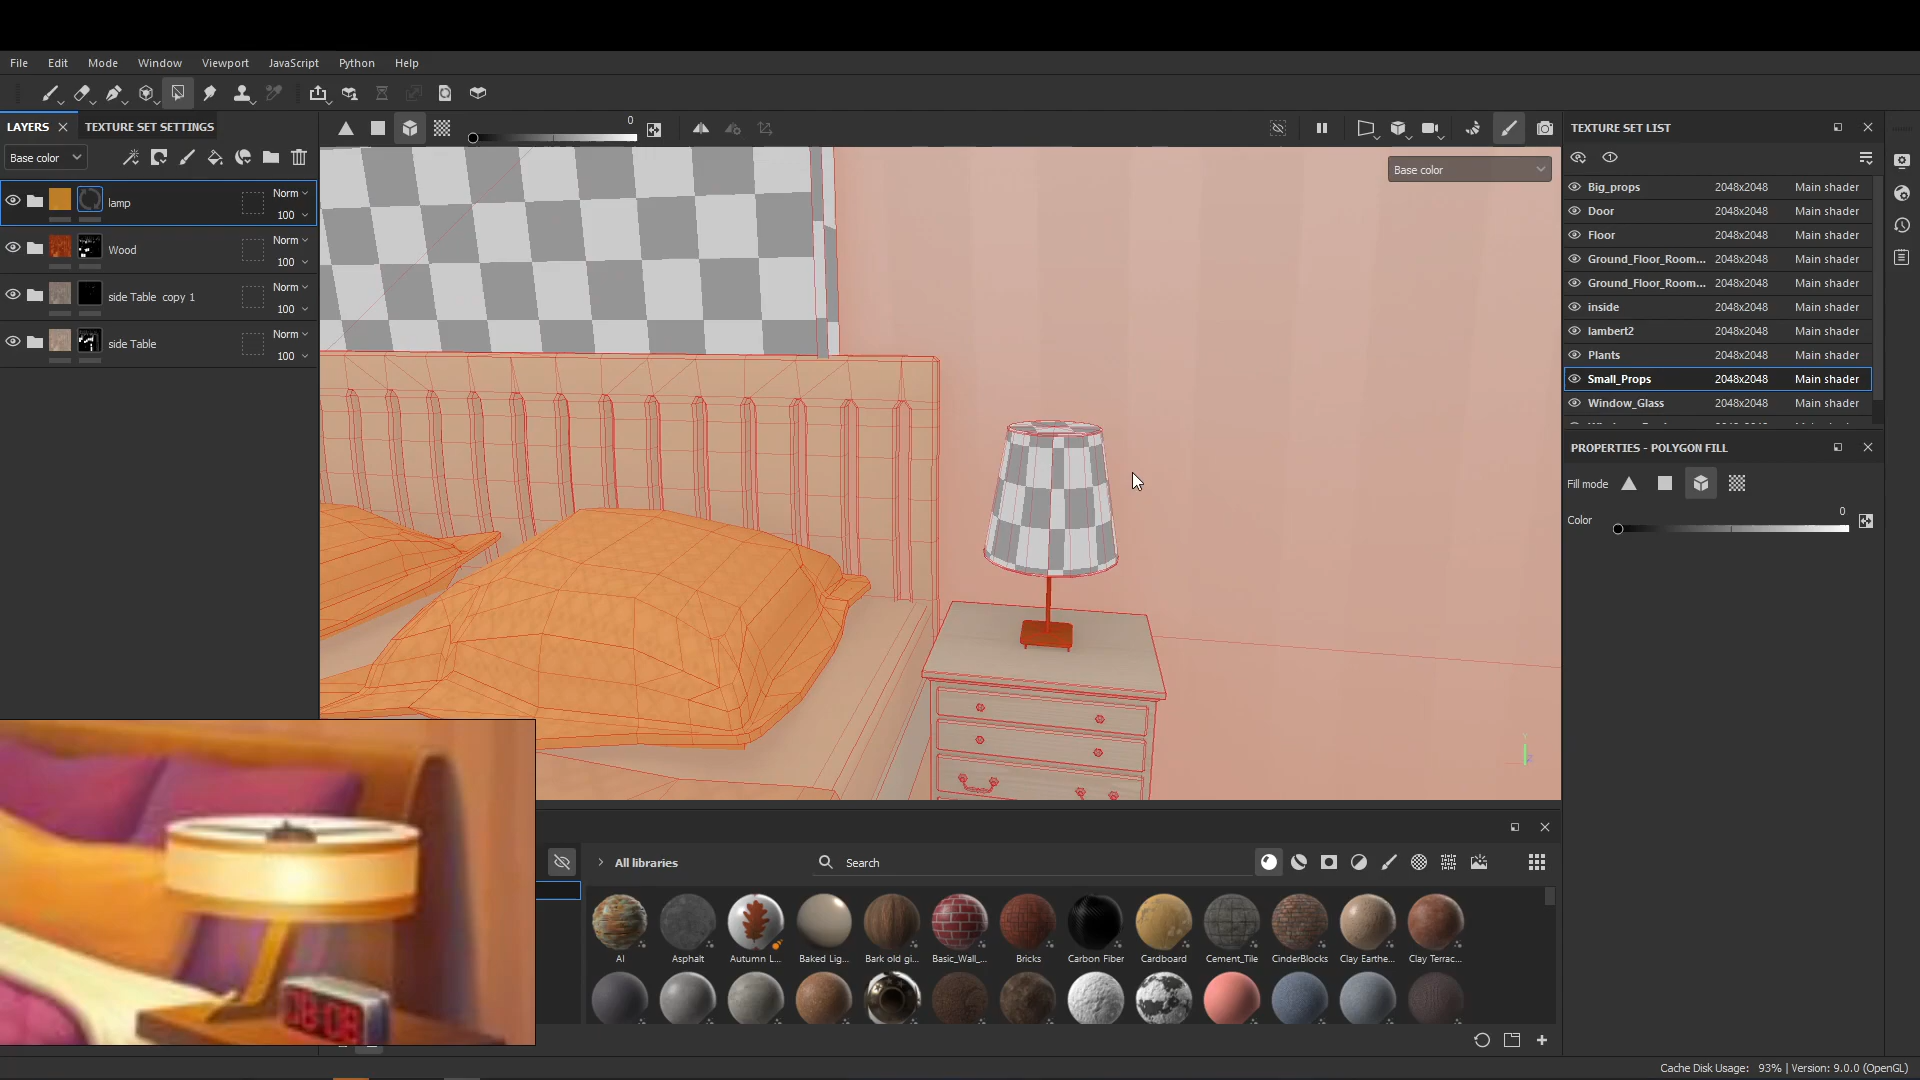 File Edit Mode Window Viewport JavaScript Python Help
LAYERS TEXTURE SET SETTINGS
0
TEXTURE SET LIST
Base color
Base color
lamp Norm 100
Wood Norm 100
side Table copy 1 Norm 100
side Table Norm 100
Big_props 2048x2048 Main shader
Door 2048x2048 Main shader
Floor 2048x2048 Main shader
Ground_Floor_Room... 2048x2048 Main shader
Ground_Floor_Room... 2048x2048 Main shader
inside 2048x2048 Main shader
lambert2 2048x2048 Main shader
Plants 2048x2048 Main shader
Small_Props 2048x2048 Main shader
Window_Glass 2048x2048 Main shader
PROPERTIES - POLYGON FILL
Fill mode
Color 0
All libraries Search
AI Asphalt Autumn L... Baked Lig... Bark old gi... Basic_Wall_... Bricks Carbon Fiber Cardboard Cement_Tile CinderBlocks Clay Earthe... Clay Terrac...
Cache Disk Usage: 93% | Version: 9.0.0 (OpenGL)